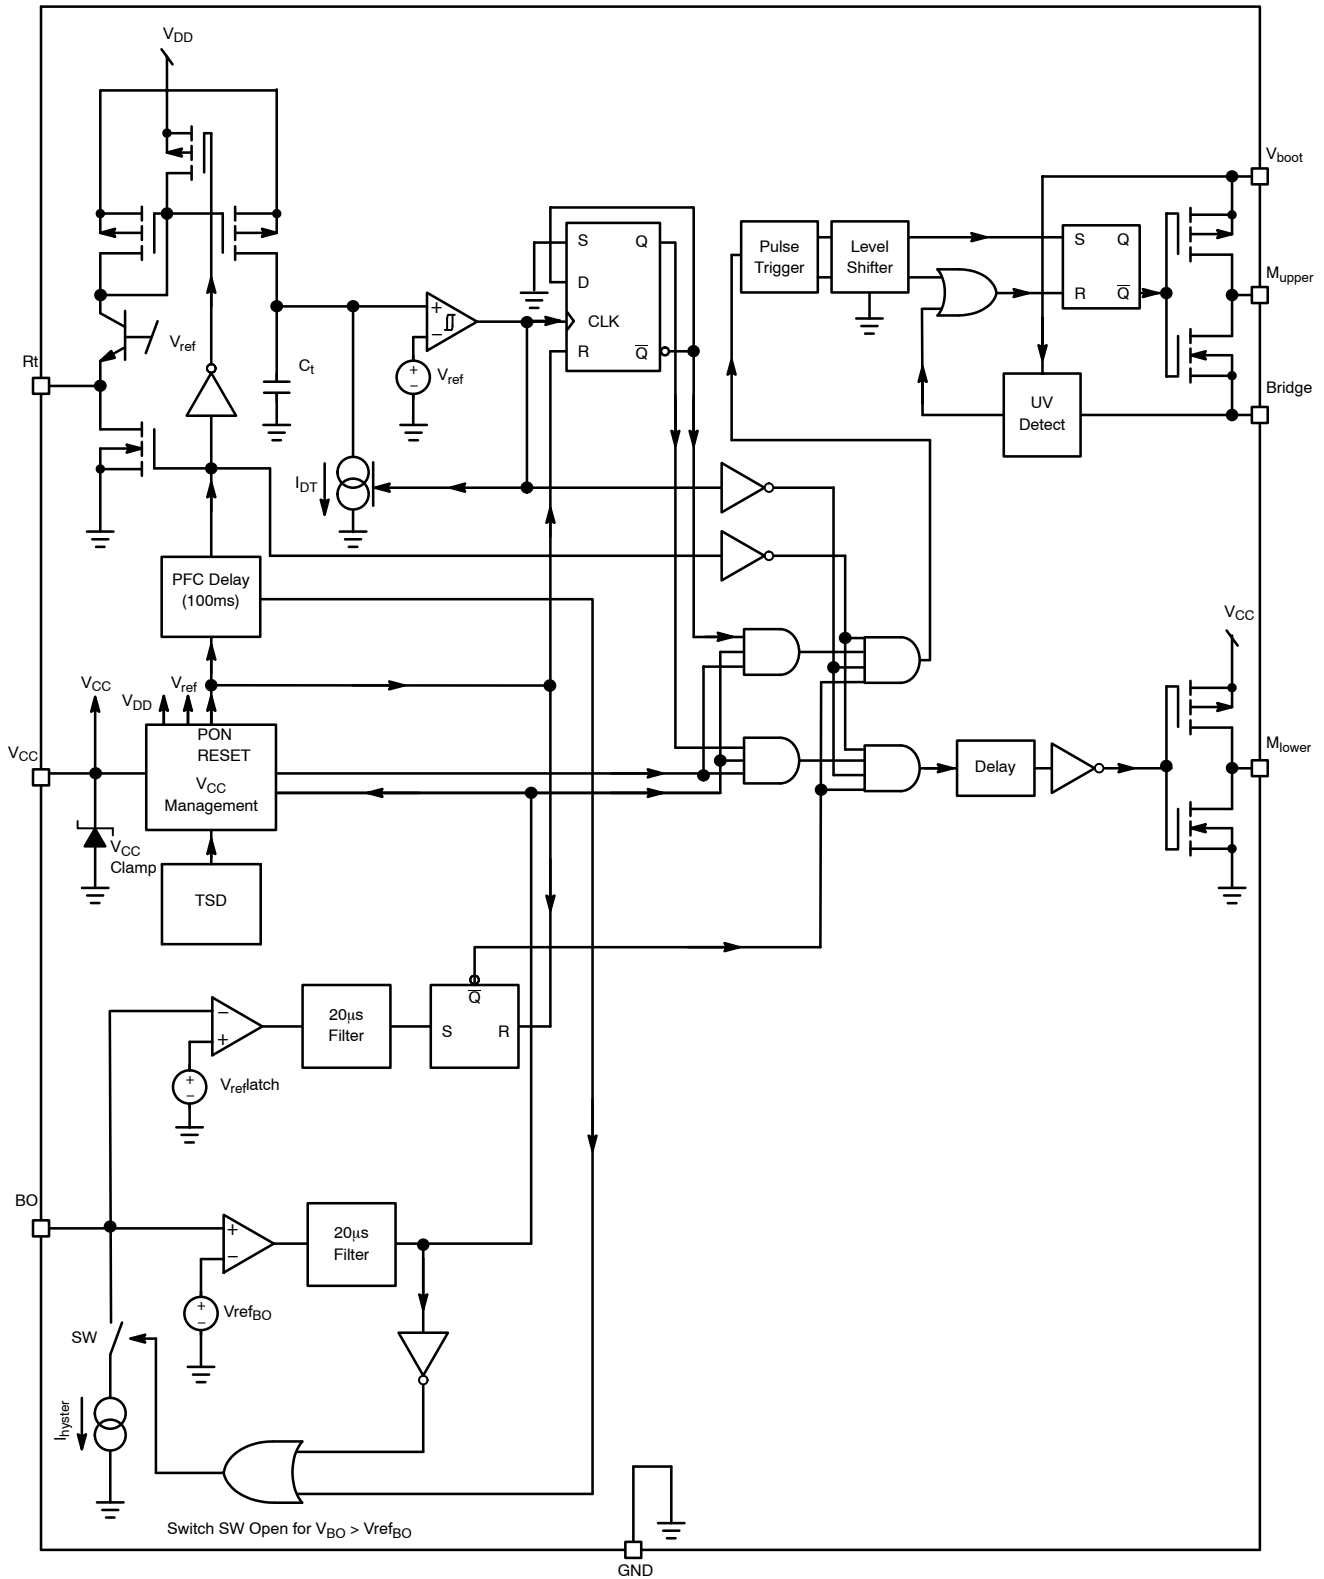 VDD
Vboot
S Q
D
CLK
R Q
Pulse
Trigger
Level
Shifter
S Q
R Q
Mupper
Vref
Rt
Ct
+
−
+
−
Vref
UV
Detect
Bridge
IDT
PFC Delay
(100ms)
VCC
VCC
VDD
Vref
PON
RESET
VCC
Management
VCC
Mlower
Delay
VCC
Clamp
TSD
−
+
20μs
Filter
Q
S R
+
−
Vreflatch
BO
+
−
20μs
Filter
+
−
VrefBO
SW
Ihyster
Switch SW Open for VBO > VrefBO
GND